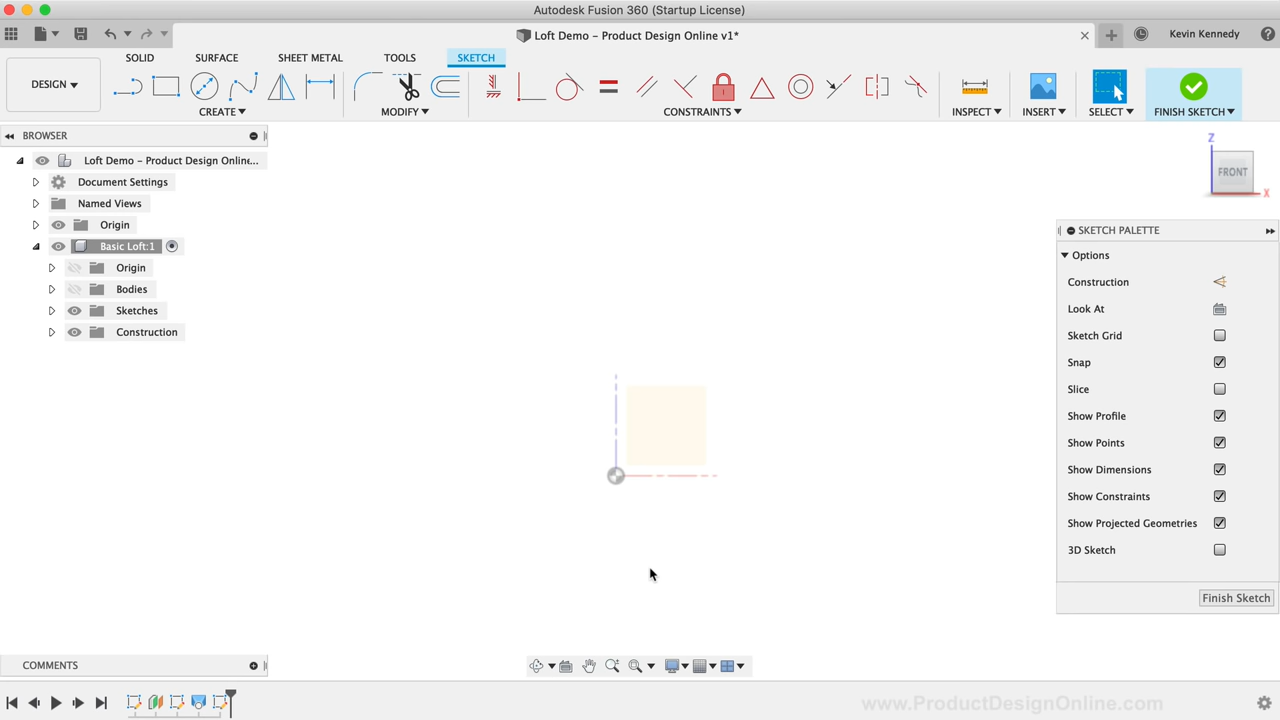 Autodesk Fusion 360 (Startup License)
Loft Demo – Product Design Online v1*
Kevin Kennedy
SOLID SURFACE SHEET METAL TOOLS SKETCH
DESIGN
CREATE MODIFY CONSTRAINTS INSPECT INSERT SELECT FINISH SKETCH
BROWSER
Loft Demo – Product Design Online...
Document Settings
Named Views
Origin
Basic Loft:1
Origin
Bodies
Sketches
Construction
Z
FRONT
X
SKETCH PALETTE
Options
Construction
Look At
Sketch Grid
Snap
Slice
Show Profile
Show Points
Show Dimensions
Show Constraints
Show Projected Geometries
3D Sketch
Finish Sketch
COMMENTS
www.ProductDesignOnline.com